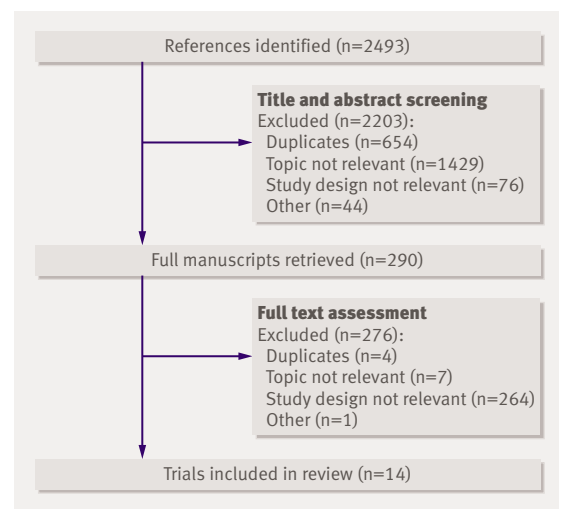 References identified (n=2493)
Title and abstract screening
Excluded (n=2203):
Duplicates (n=654)
Topic not relevant (n=1429)
Study design not relevant (n=76)
Other (n=44)
Full manuscripts retrieved (n=290)
Full text assessment
Excluded (n=276):
Duplicates (n=4)
Topic not relevant (n=7)
Study design not relevant (n=264)
Other (n=1)
Trials included in review (n=14)